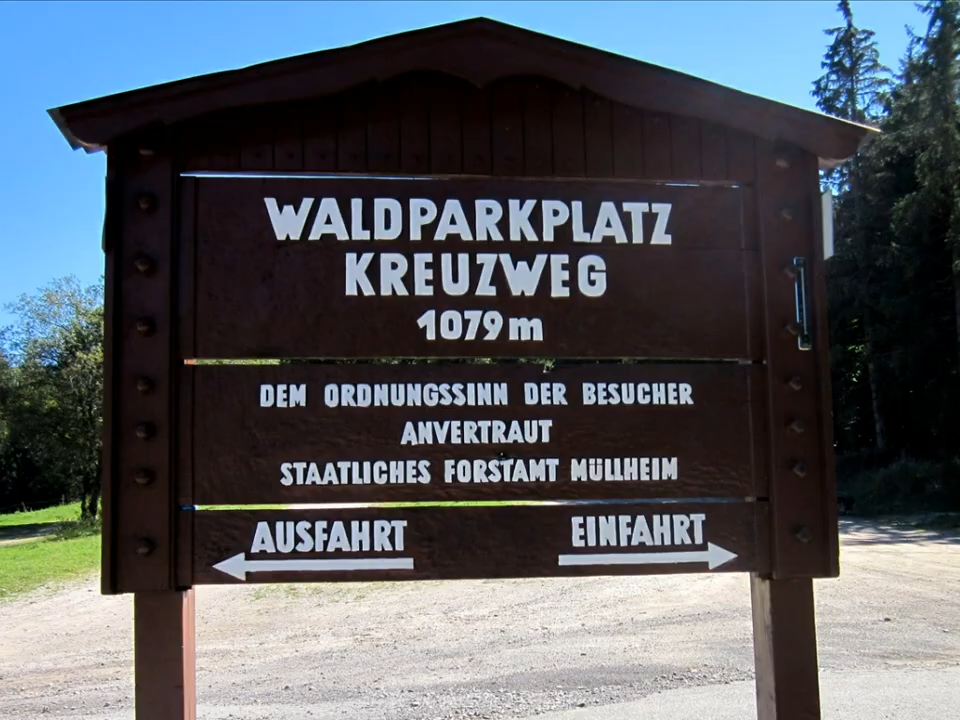 WALDPARKPLATZ
KREUZWEG
1079 m
DEM ORDNUNGSSINN DER BESUCHER
ANVERTRAUT
STAATLICHES FORSTAMT MÜLLHEIM
AUSFAHRT EINFAHRT